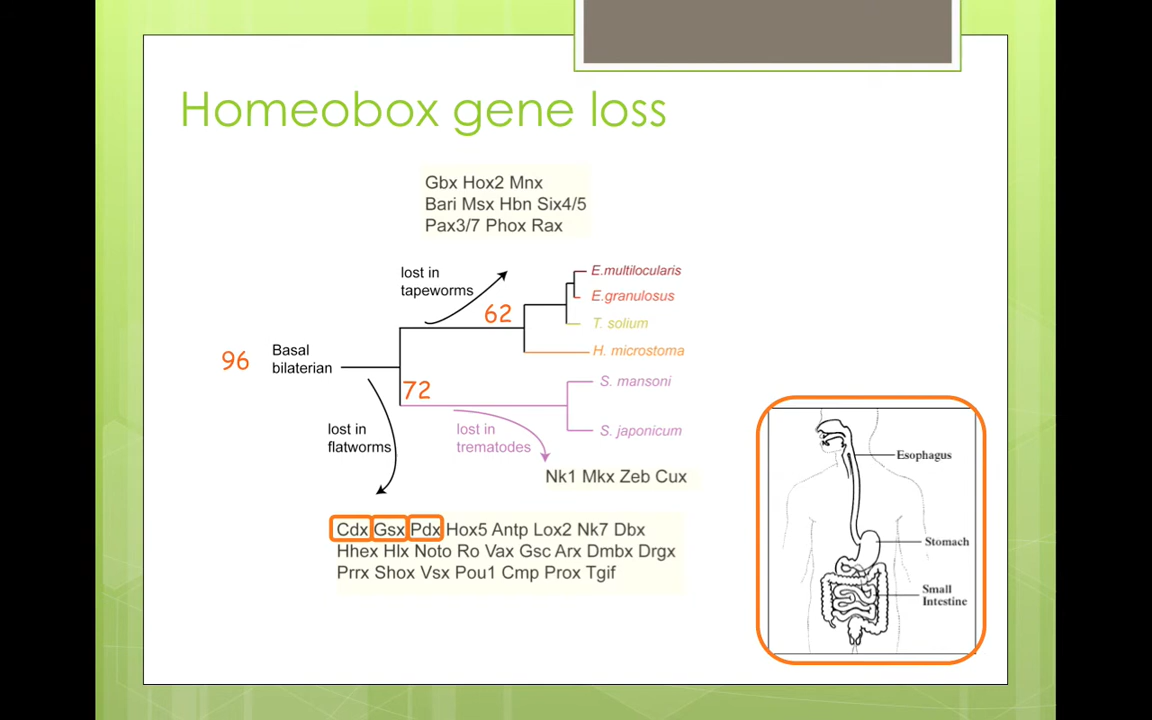 Homeobox gene loss
Gbx Hox2 Mnx
Bari Msx Hbn Six4/5
Pax3/7 Phox Rax
lost in
tapeworms
62
E.multilocularis
E.granulosus
T. solium
H. microstoma
96
Basal
bilaterian
72
S. mansoni
S. japonicum
lost in
flatworms
lost in
trematodes
Nk1 Mkx Zeb Cux
Cdx Gsx Pdx Hox5 Antp Lox2 Nk7 Dbx
Hhex Hlx Noto Ro Vax Gsc Arx Dmbx Drgx
Prrx Shox Vsx Pou1 Cmp Prox Tgif
Esophagus
Stomach
Small
Intestine